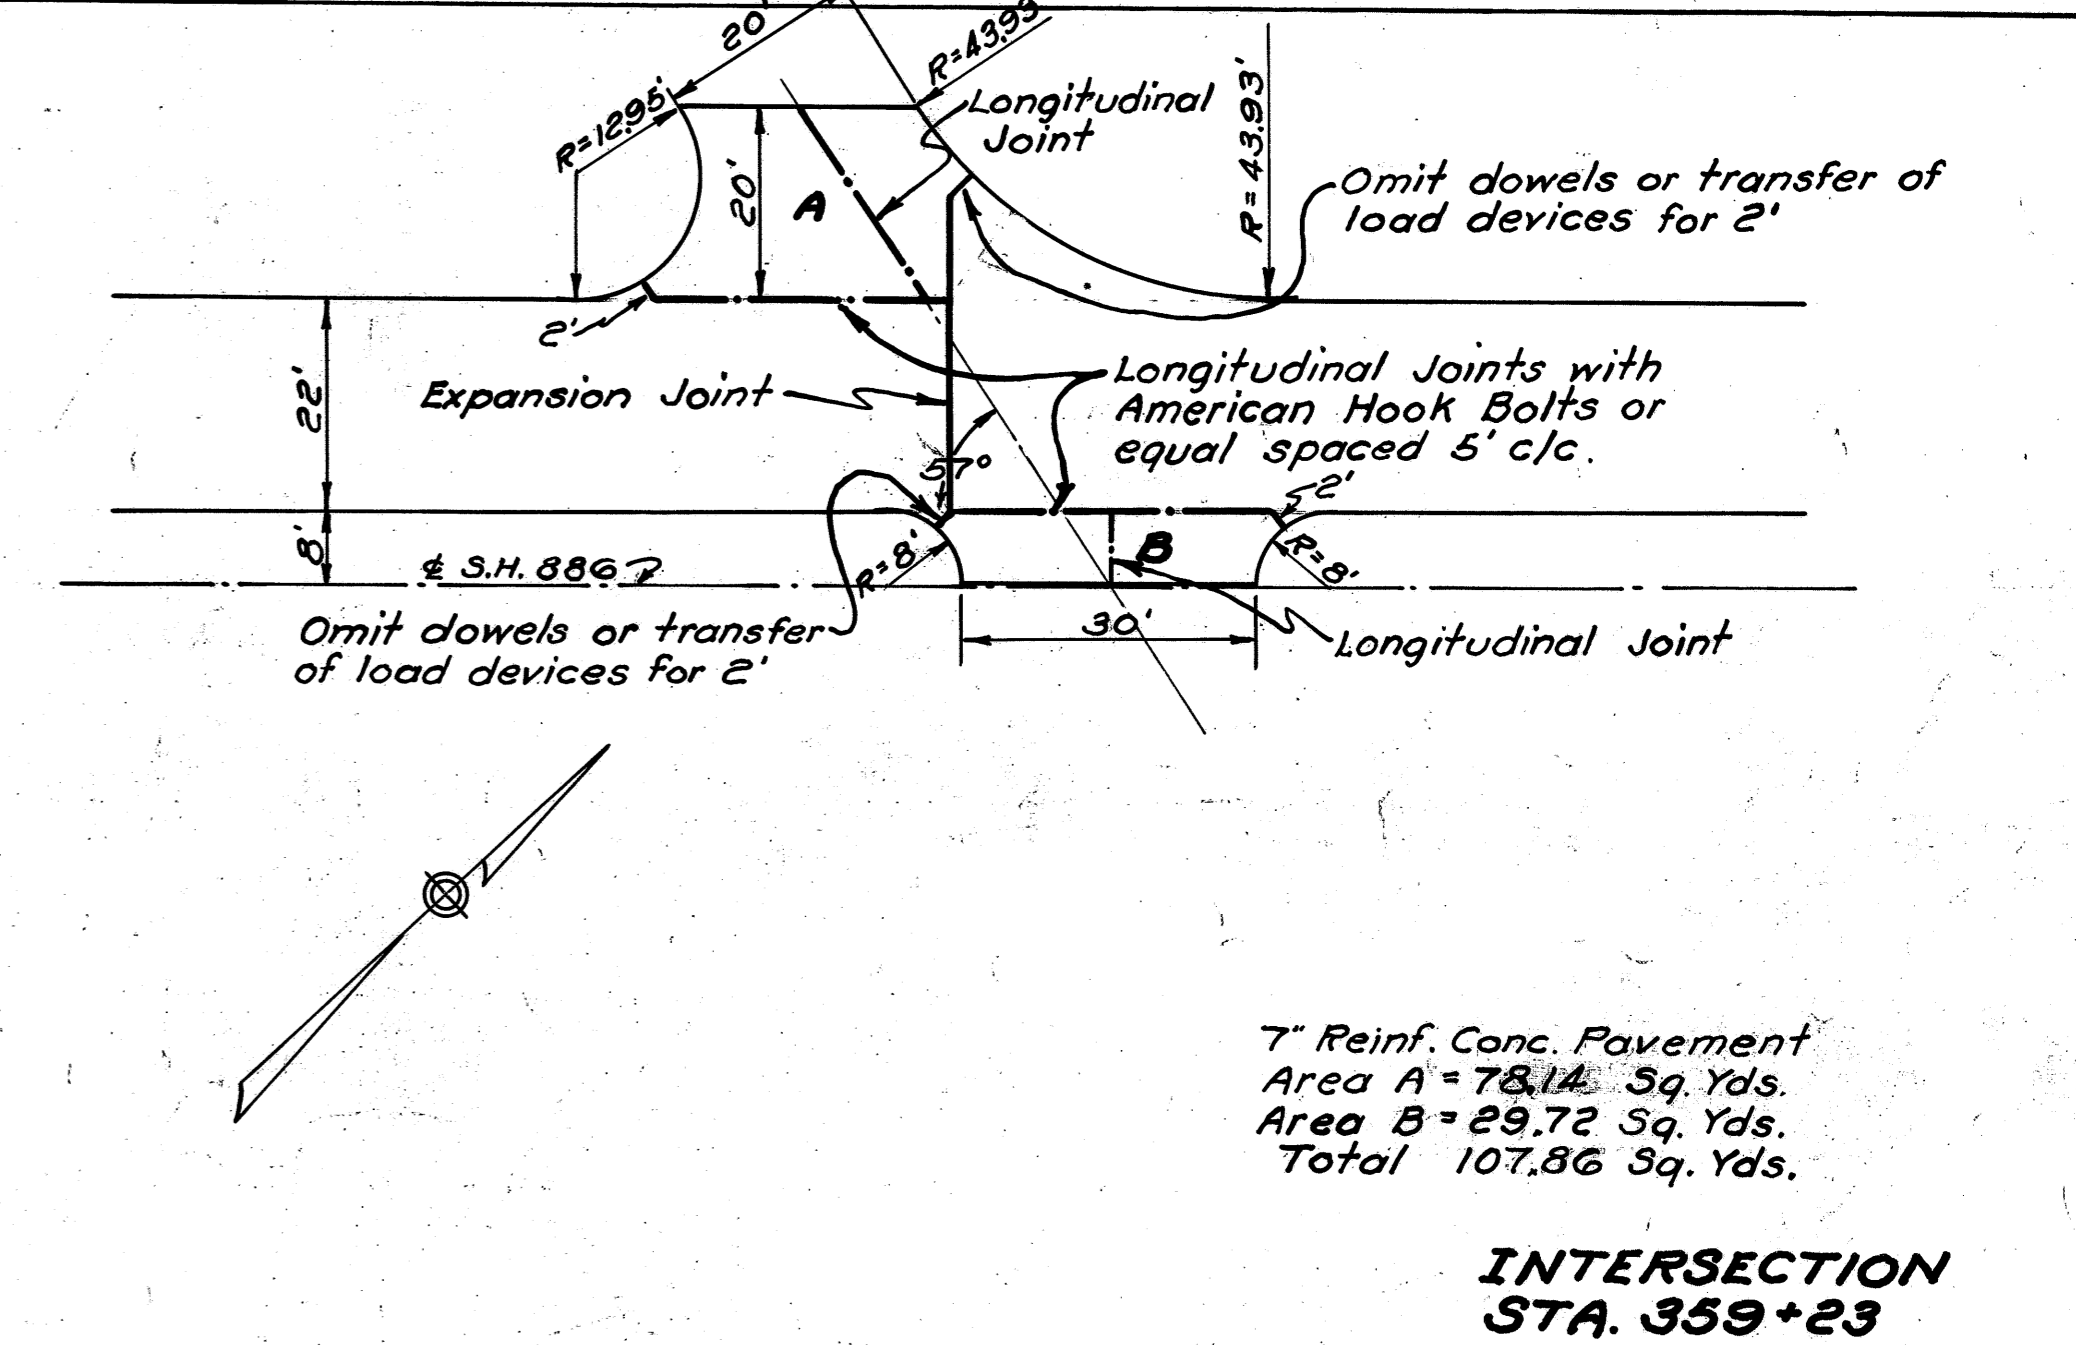 20'
R=43.93'
R=12.95'
Longitudinal
Joint
R=43.93'
20'
A
Omit dowels or transfer of
load devices for 2'
2'
22'
Expansion Joint
Longitudinal Joints with
American Hook Bolts or
equal spaced 5' c/c.
57°
2'
8'
℄ S.H. 886
R=8'
B
R=8'
Omit dowels or transfer
of load devices for 2'
30'
Longitudinal Joint
7" Reinf. Conc. Pavement
Area A = 78.14 Sq. Yds.
Area B = 29.72 Sq. Yds.
Total 107.86 Sq. Yds.
INTERSECTION
STA. 359+23